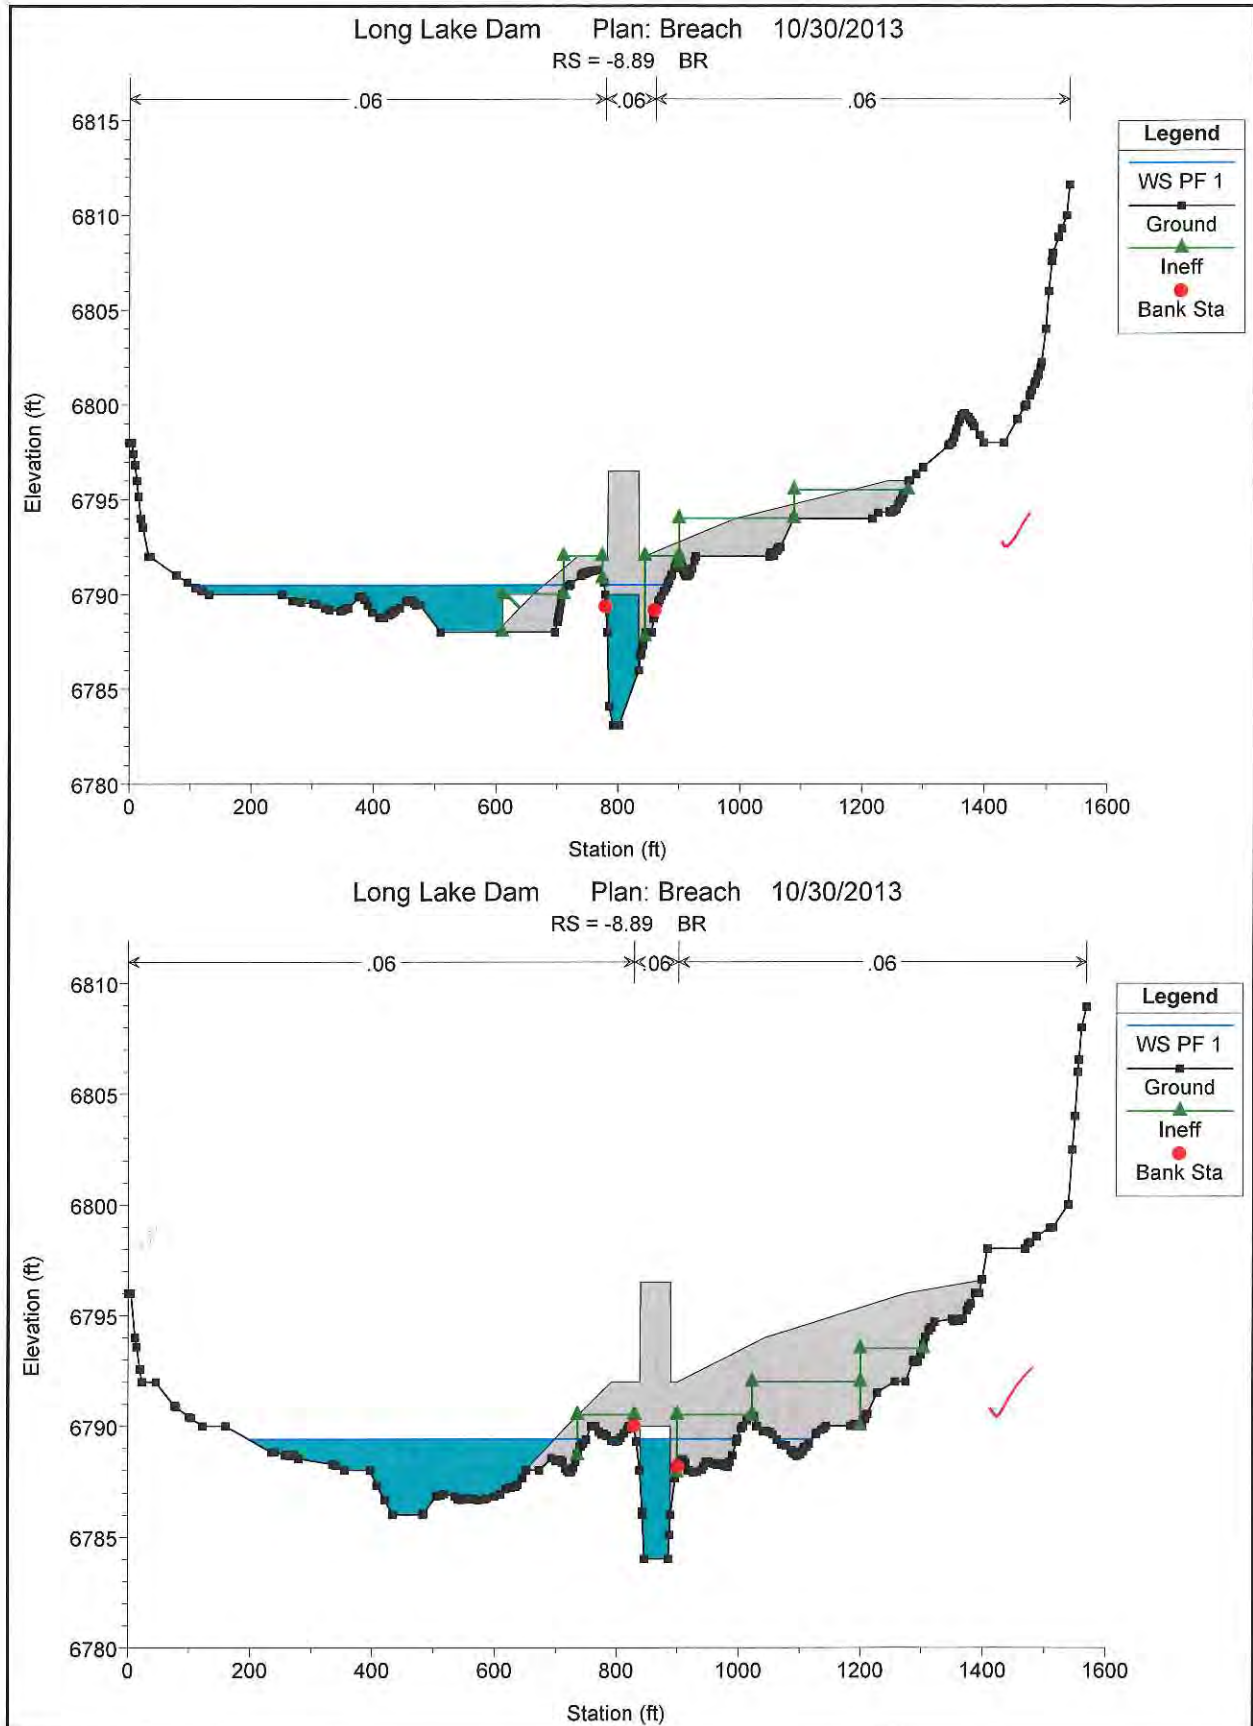 Long Lake Dam Plan: Breach 10/30/2013
RS = -8.89 BR
.06 .06 .06
6815
6810
6805
6800
6795
6790
6785
6780
Elevation (ft)
0 200 400 600 800 1000 1200 1400 1600
Station (ft)
Legend
WS PF 1
Ground
Ineff
Bank Sta
Long Lake Dam Plan: Breach 10/30/2013
RS = -8.89 BR
.06 .06 .06
6810
6805
6800
6795
6790
6785
6780
Elevation (ft)
0 200 400 600 800 1000 1200 1400 1600
Station (ft)
Legend
WS PF 1
Ground
Ineff
Bank Sta